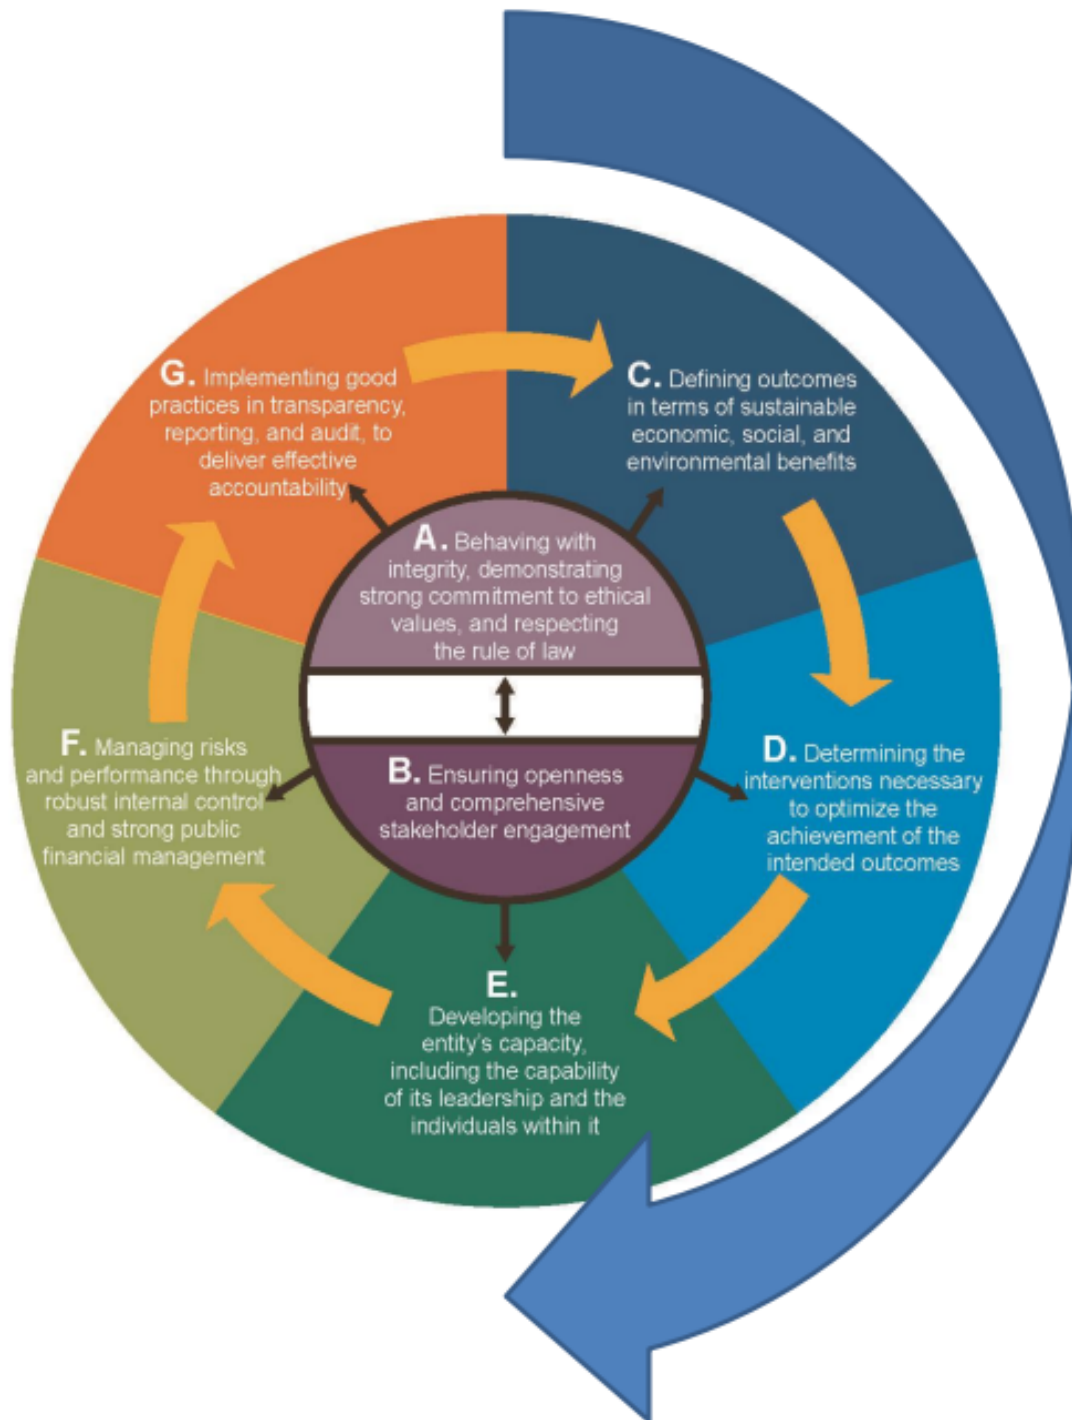 A. Behaving with
integrity, demonstrating
strong commitment to ethical
values, and respecting
the rule of law
B. Ensuring openness
and comprehensive
stakeholder engagement
C. Defining outcomes
in terms of sustainable
economic, social, and
environmental benefits
D. Determining the
interventions necessary
to optimize the
achievement of the
intended outcomes
E.
Developing the
entity's capacity,
including the capability
of its leadership and the
individuals within it
F. Managing risks
and performance through
robust internal control
and strong public
financial management
G. Implementing good
practices in transparency,
reporting, and audit, to
deliver effective
accountability